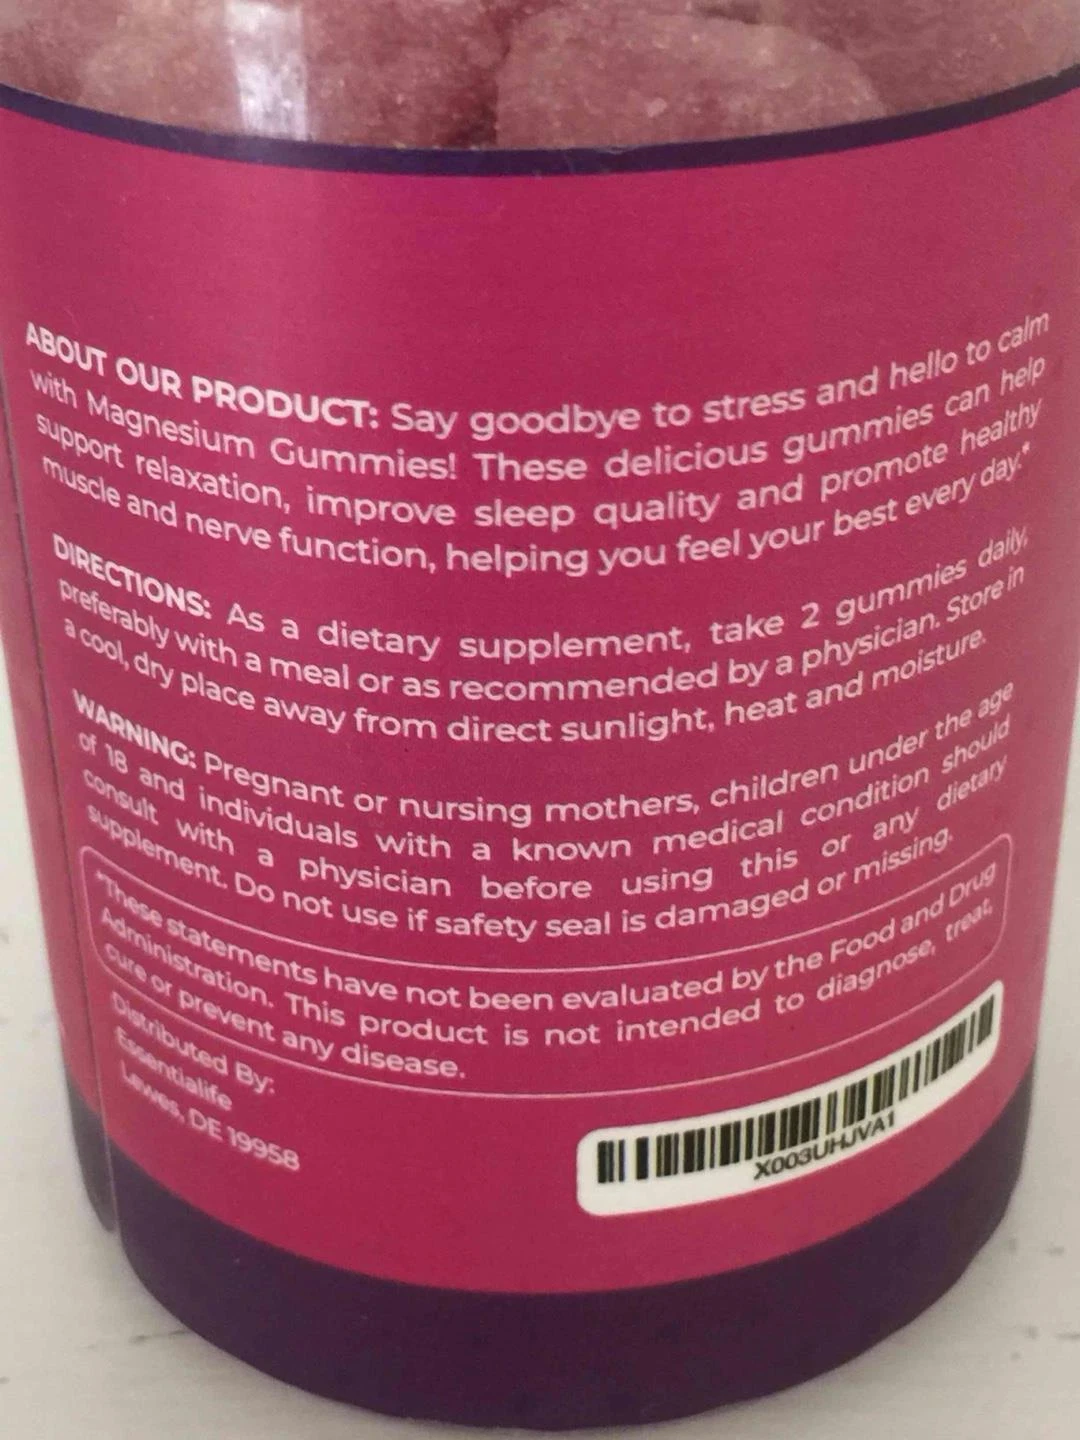 ABOUT OUR PRODUCT: Say goodbye to stress and hello to calm
with Magnesium Gummies! These delicious gummies can help
support relaxation, improve sleep quality and promote healthy
muscle and nerve function, helping you feel your best every day.*
DIRECTIONS: As a dietary supplement, take 2 gummies daily,
preferably with a meal or as recommended by a physician. Store in
a cool, dry place away from direct sunlight, heat and moisture.
WARNING: Pregnant or nursing mothers, children under the age
of 18 and individuals with a known medical condition should
consult with a physician before using this or any dietary
supplement. Do not use if safety seal is damaged or missing.
*These statements have not been evaluated by the Food and Drug
Administration. This product is not intended to diagnose, treat,
cure or prevent any disease.
Distributed By:
Essentialife
Lewes, DE 19958
X003UHJVA1